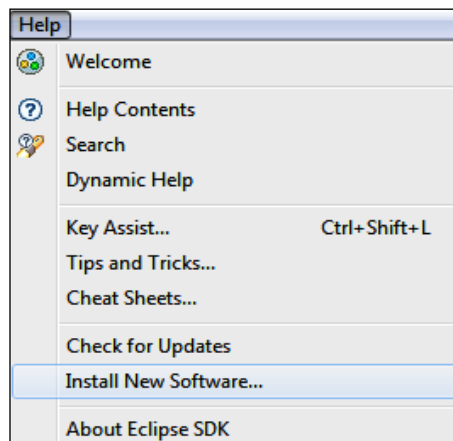 Help
Welcome
Help Contents
Search
Dynamic Help
Key Assist... Ctrl+Shift+L
Tips and Tricks...
Cheat Sheets...
Check for Updates
Install New Software...
About Eclipse SDK